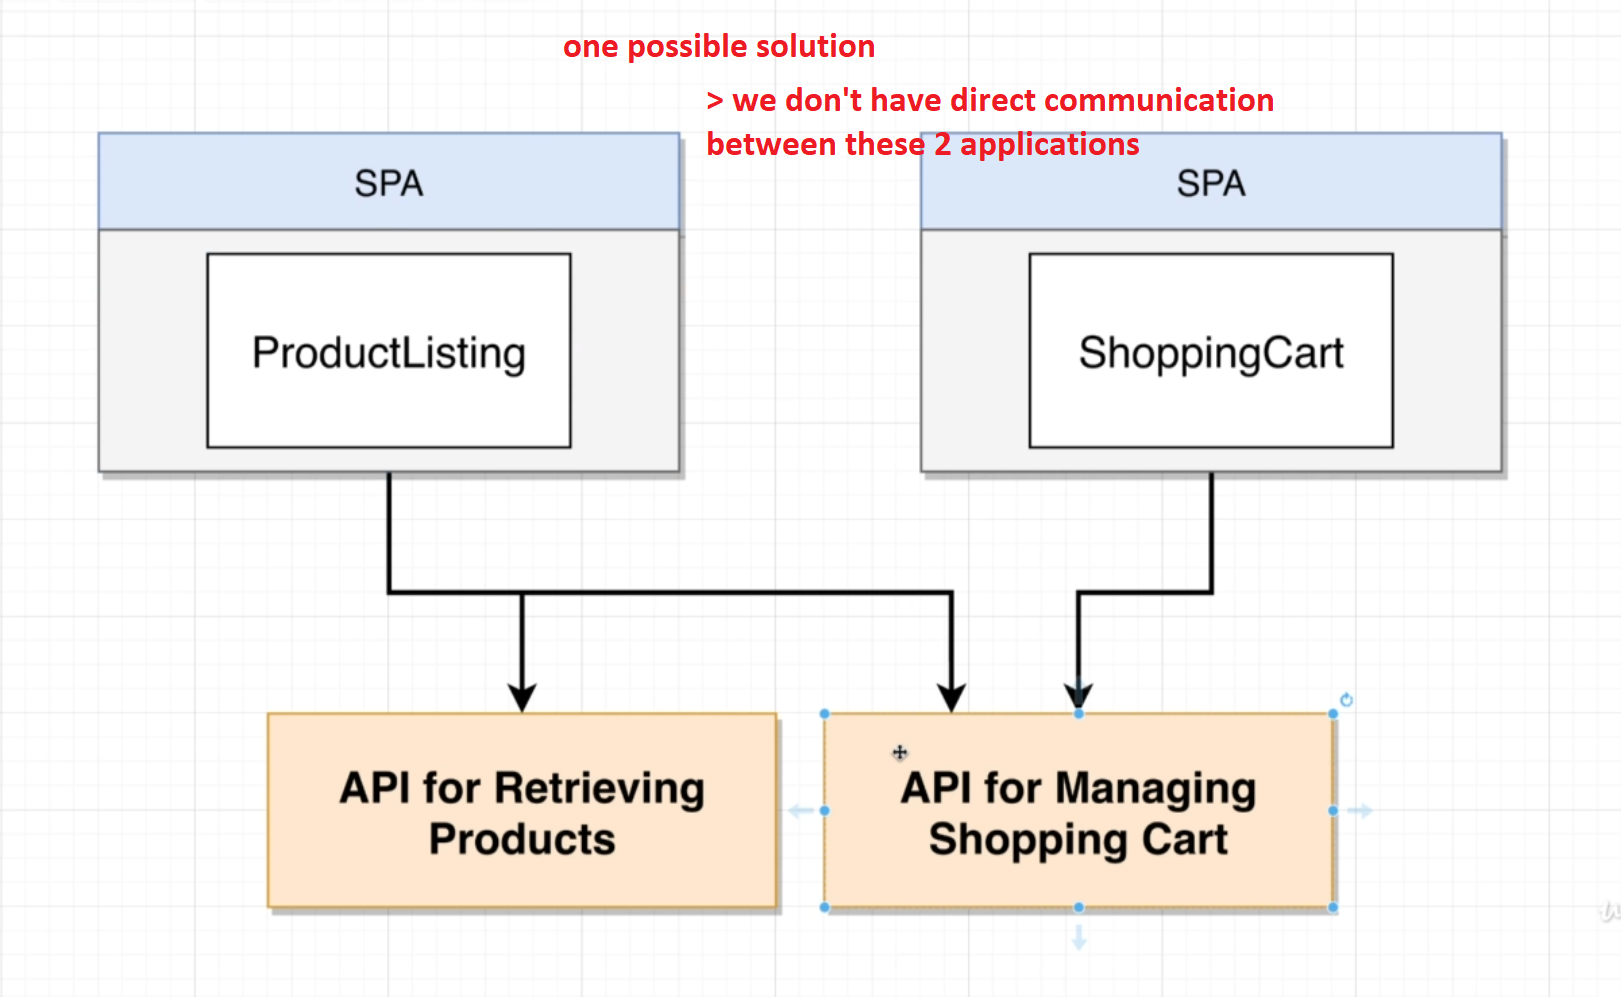 one possible solution
> we don't have direct communication
between these 2 applications
SPA
SPA
ProductListing
ShoppingCart
API for Retrieving
Products
API for Managing
Shopping Cart